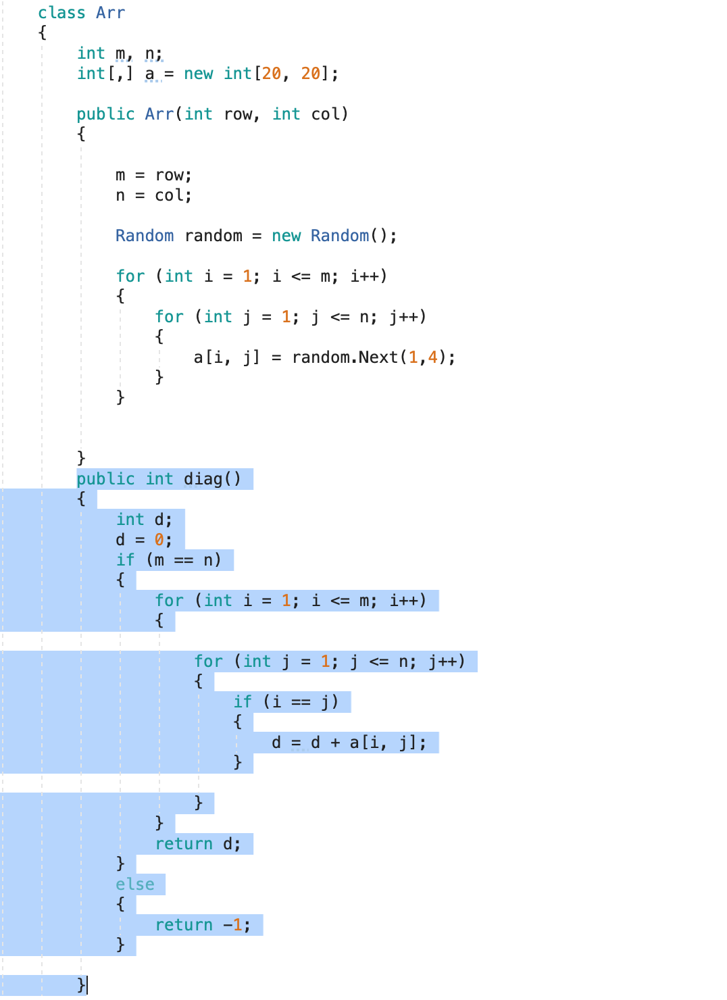 class Arr
{
int m, n;
int[,] a = new int[20, 20];
public Arr(int row, int col)
{
m = row;
n = col;
Random random = new Random();
for (int i = 1; i <= m; i++)
{
for (int j = 1; j <= n; j++)
{
a[i, j] = random.Next(1,4);
}
}
}
public int diag()
{
int d;
d = 0;
if (m == n)
{
for (int i = 1; i <= m; i++)
{
for (int j = 1; j <= n; j++)
{
if (i == j)
{
d = d + a[i, j];
}
}
}
return d;
}
else
{
return -1;
}
}